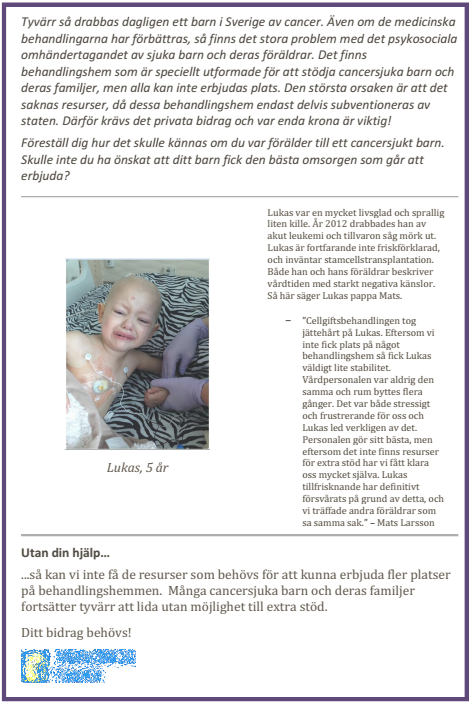 Tyvärr så drabbas dagligen ett barn i Sverige av cancer. Även om de medicinska
behandlingarna har förbättras, så finns det stora problem med det psykosociala
omhändertagandet av sjuka barn och deras föräldrar. Det finns
behandlingshem som är speciellt utformade för att stödja cancersjuka barn och
deras familjer, men alla kan inte erbjudas plats. Den största orsaken är att det
saknas resurser, då dessa behandlingshem endast delvis subventioneras av
staten. Därför krävs det privata bidrag och var enda krona är viktig!
Föreställ dig hur det skulle kännas om du var förälder till ett cancersjukt barn.
Skulle inte du ha önskat att ditt barn fick den bästa omsorgen som går att
erbjuda?
Lukas var en mycket livsglad och sprallig
liten kille. År 2012 drabbades han av
akut leukemi och tillvaron såg mörk ut.
Lukas är fortfarande inte friskförklarad,
och inväntar stamcellstransplantation.
Både han och hans föräldrar beskriver
vårdtiden med starkt negativa känslor.
Så här säger Lukas pappa Mats.
– "Cellgiftsbehandlingen tog
jättehårt på Lukas. Eftersom vi
inte fick plats på något
behandlingshem så fick Lukas
väldigt lite stabilitet.
Vårdpersonalen var aldrig den
samma och rum byttes flera
gånger. Det var både stressigt
och frustrerande för oss och
Lukas led verkligen av det.
Personalen gör sitt bästa, men
eftersom det inte finns resurser
för extra stöd har vi fått klara
oss mycket själva. Lukas
tillfrisknande har definitivt
försvårats på grund av detta, och
vi träffade andra föräldrar som
sa samma sak." – Mats Larsson
Lukas, 5 år
Utan din hjälp...
...så kan vi inte få de resurser som behövs för att kunna erbjuda fler platser
på behandlingshemmen. Många cancersjuka barn och deras familjer
fortsätter tyvärr att lida utan möjlighet till extra stöd.
Ditt bidrag behövs!